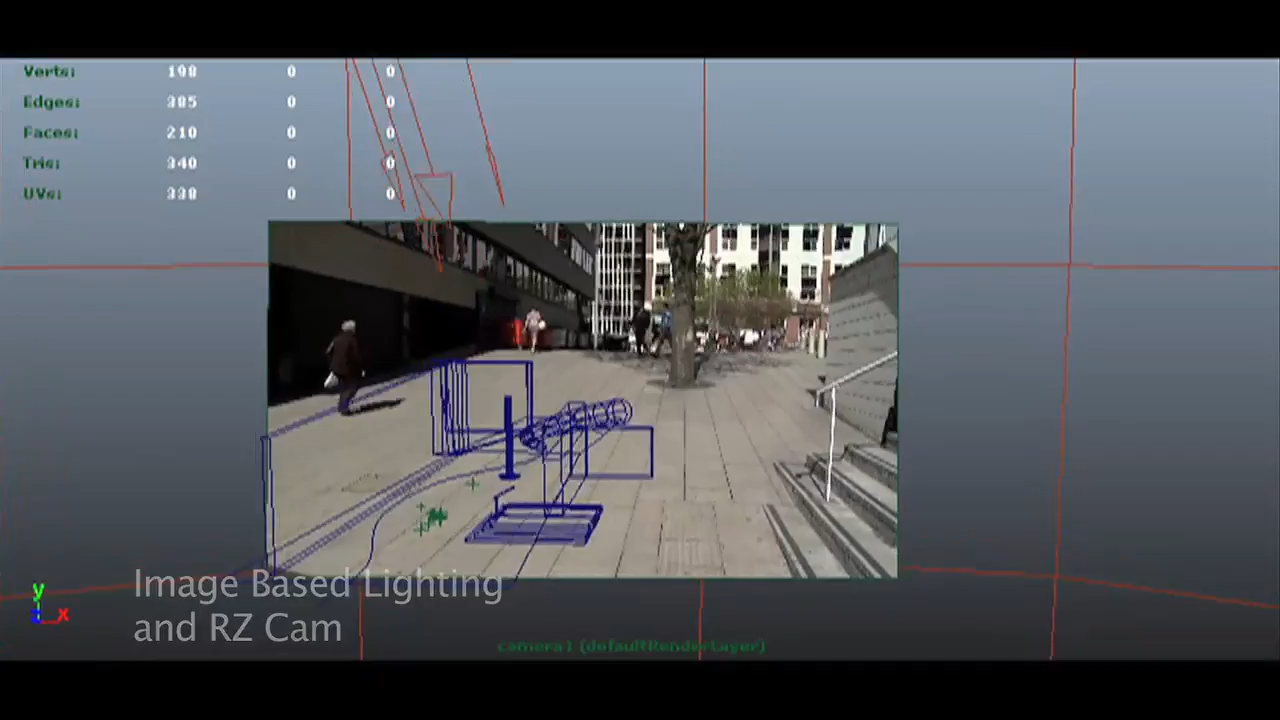 Verts: 198 0 0
Edges: 385 0 0
Faces: 210 0 0
Tris: 340 0 0
UVs: 339 0 0
y
z x
Image Based Lighting
and RZ Cam
camera1 (defaultRenderLayer)